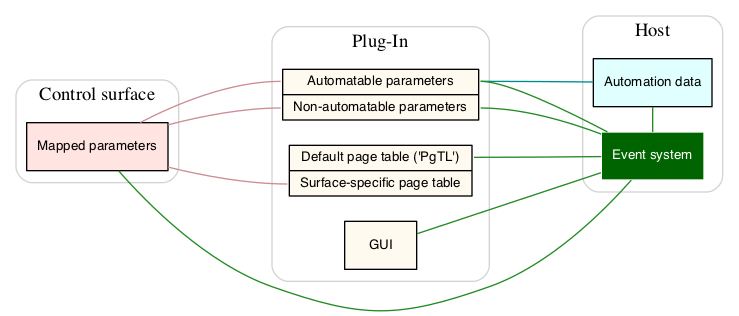 Control surface
Mapped parameters
Plug-In
Automatable parameters
Non-automatable parameters
Default page table ('PgTL')
Surface-specific page table
GUI
Host
Automation data
Event system